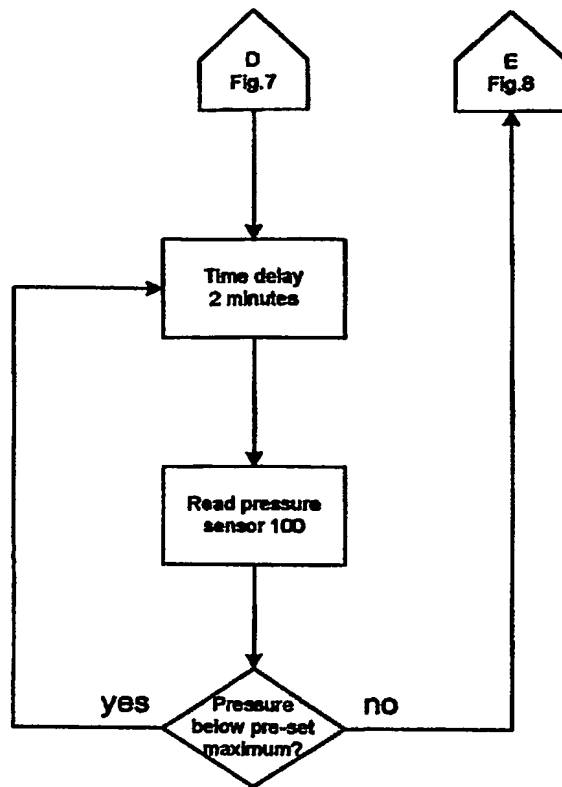 D
Fig.7
E
Fig.8
Time delay
2 minutes
Read pressure
sensor 100
yes
Pressure
below pre-set
maximum?
no